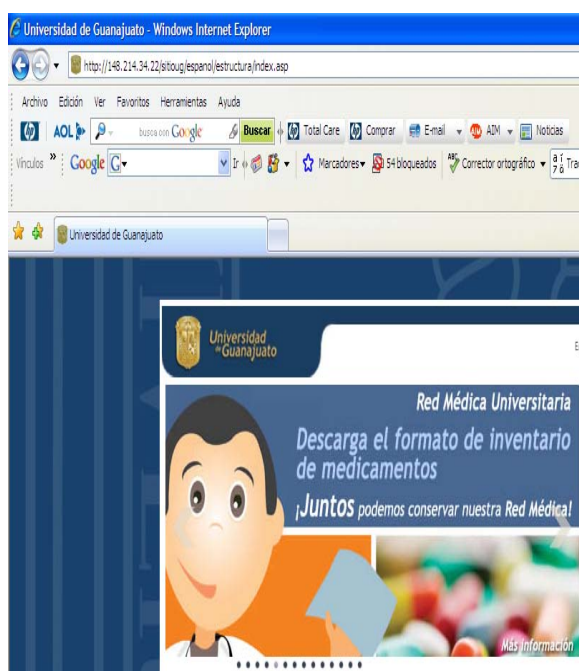 Universidad de Guanajuato - Windows Internet Explorer
http://148.214.34.22/sitioug/espanol/estructura/index.asp
Archivo Edición Ver Favoritos Herramientas Ayuda
AOL busca con Google Buscar Total Care Comprar E-mail AIM Noticias
Vínculos » Google G Ir Marcadores 54 bloqueados Corrector ortográfico
Universidad de Guanajuato
Universidad
de Guanajuato
Red Médica Universitaria
Descarga el formato de inventario
de medicamentos
¡Juntos podemos conservar nuestra Red Médica!
Más información